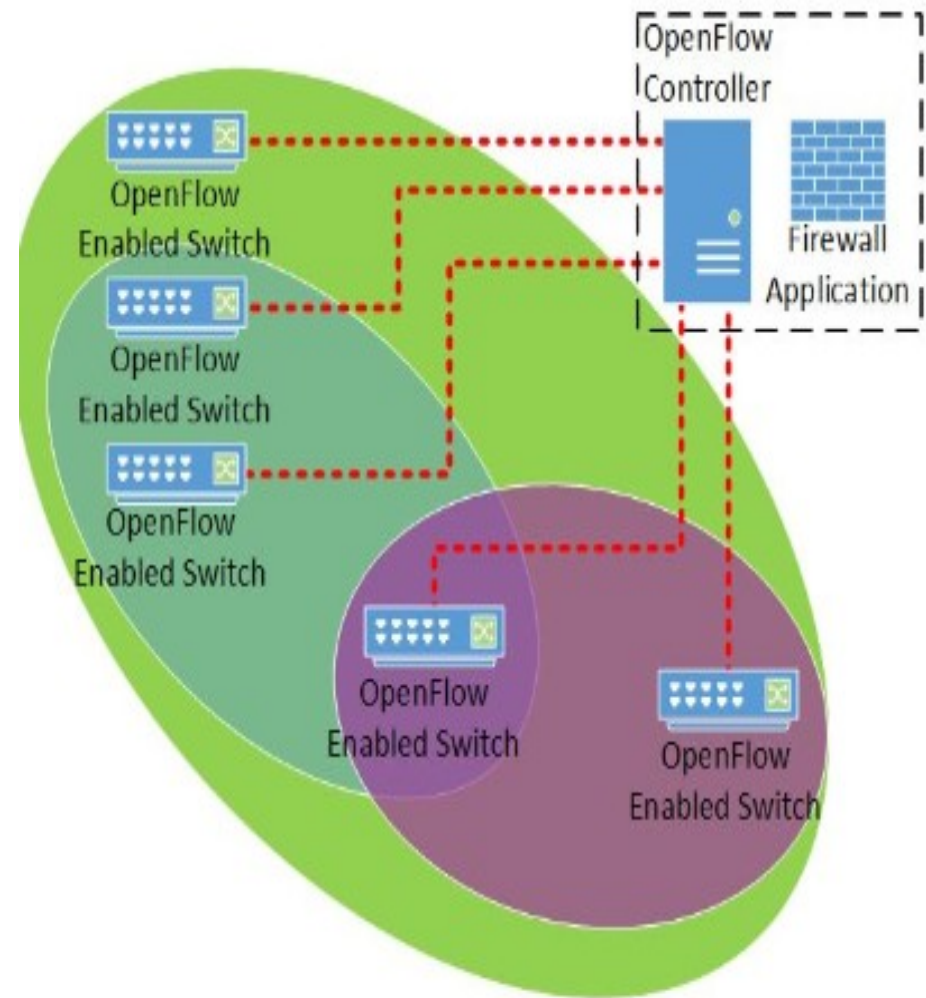 OpenFlow
Controller
Firewall
Application
OpenFlow
Enabled Switch
OpenFlow
Enabled Switch
OpenFlow
Enabled Switch
OpenFlow
Enabled Switch
OpenFlow
Enabled Switch